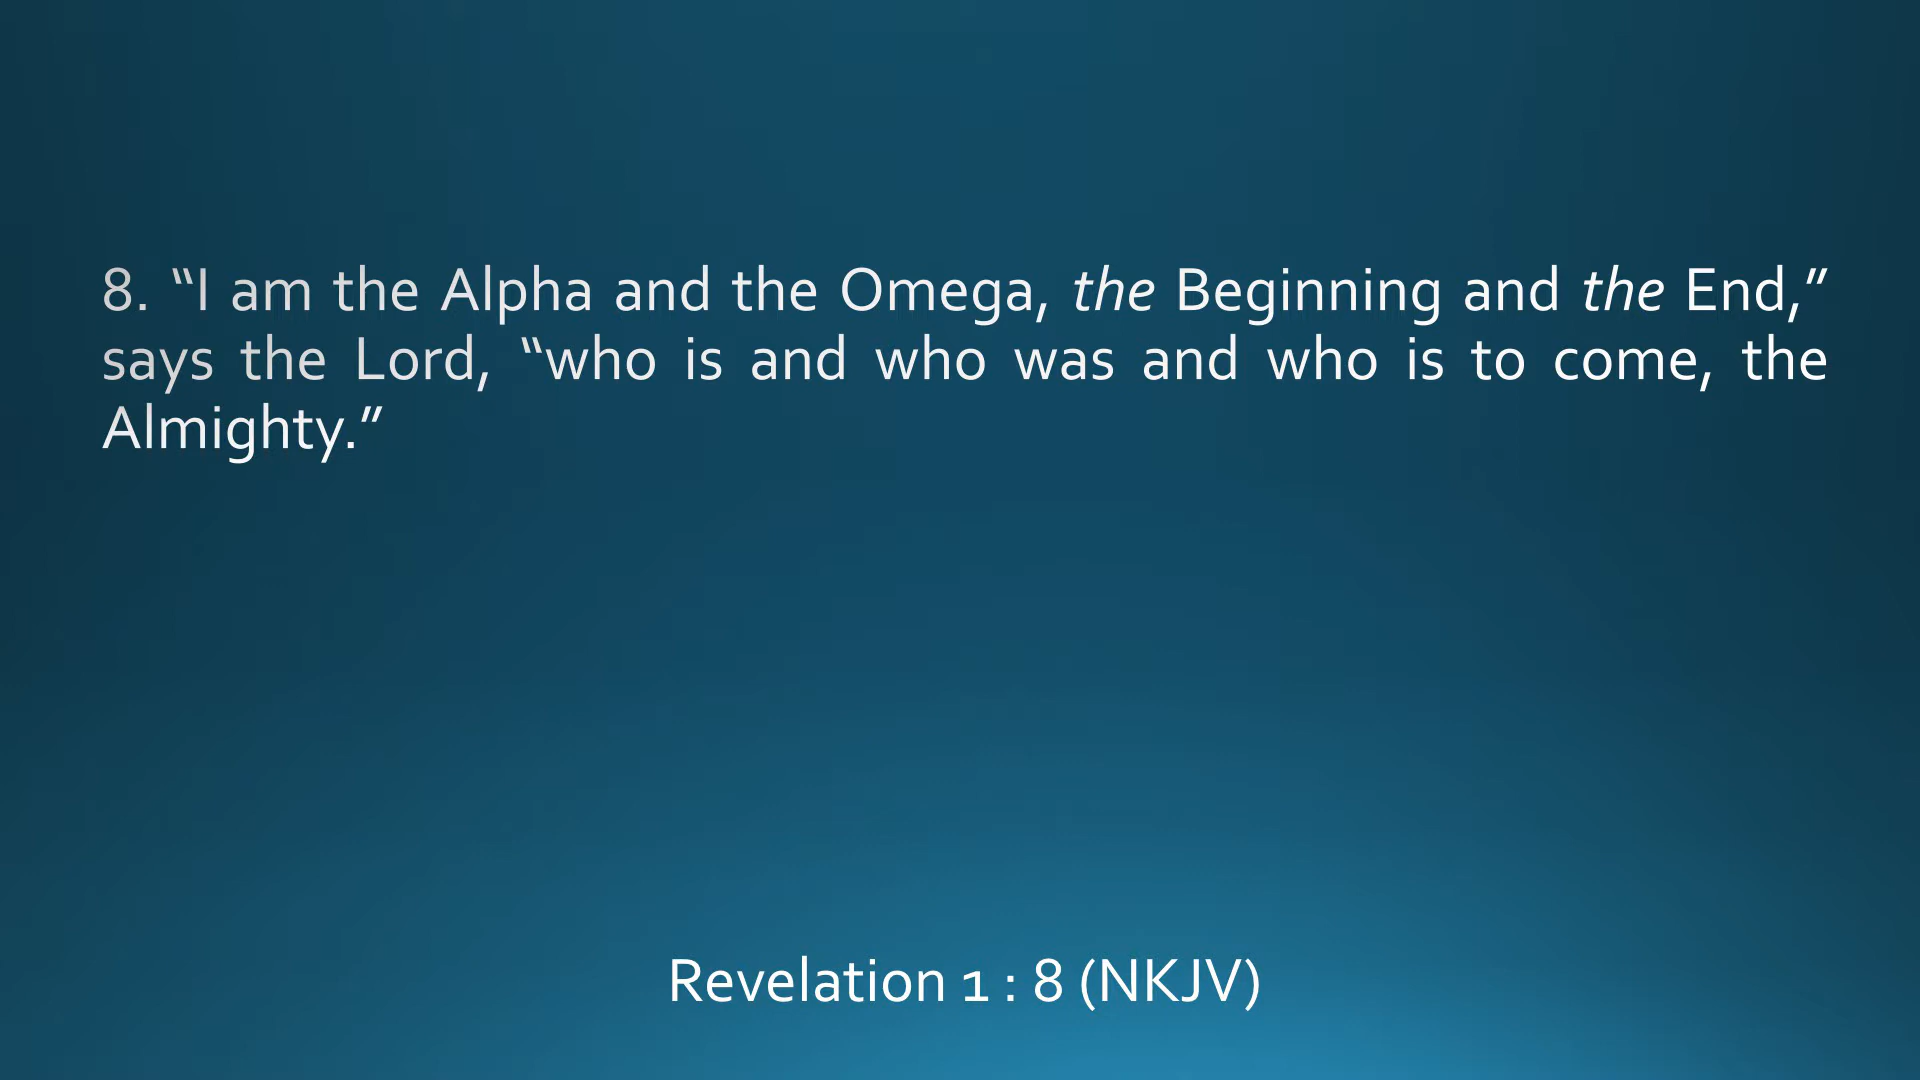 8. “I am the Alpha and the Omega, the Beginning and the End,”
says the Lord, “who is and who was and who is to come, the
Almighty.”
Revelation 1 : 8 (NKJV)